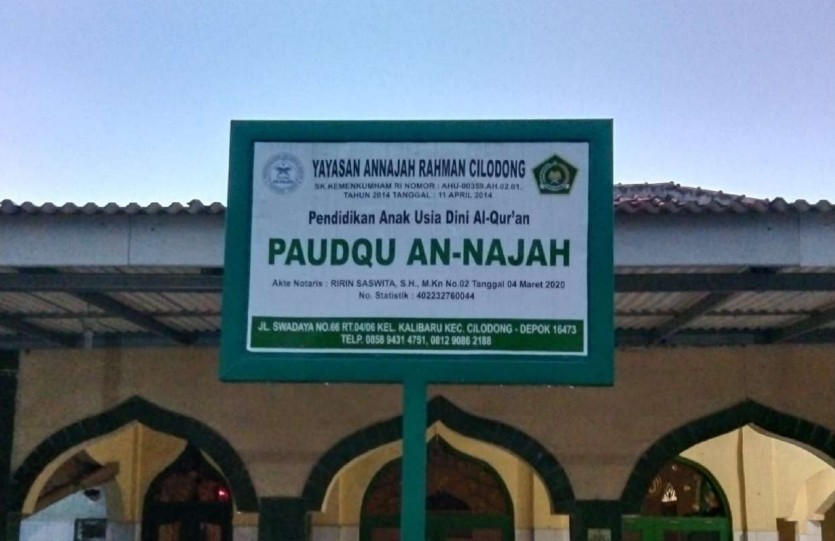 YAYASAN ANNAJAH RAHMAN CILODONG
SK.KEMENKUMHAM RI NOMOR : AHU-00359.AH.02.01.
TAHUN 2014 TANGGAL : 11 APRIL 2014
Pendidikan Anak Usia Dini Al-Qur'an
PAUDQU AN-NAJAH
Akte Notaris : RIRIN SASWITA, S.H., M.Kn No.02 Tanggal 04 Maret 2020
No. Statistik : 402232760044
JL. SWADAYA NO.66 RT.04/06 KEL. KALIBARU KEC. CILODONG - DEPOK 16473
TELP. 0858 9431 4751, 0812 9086 2188